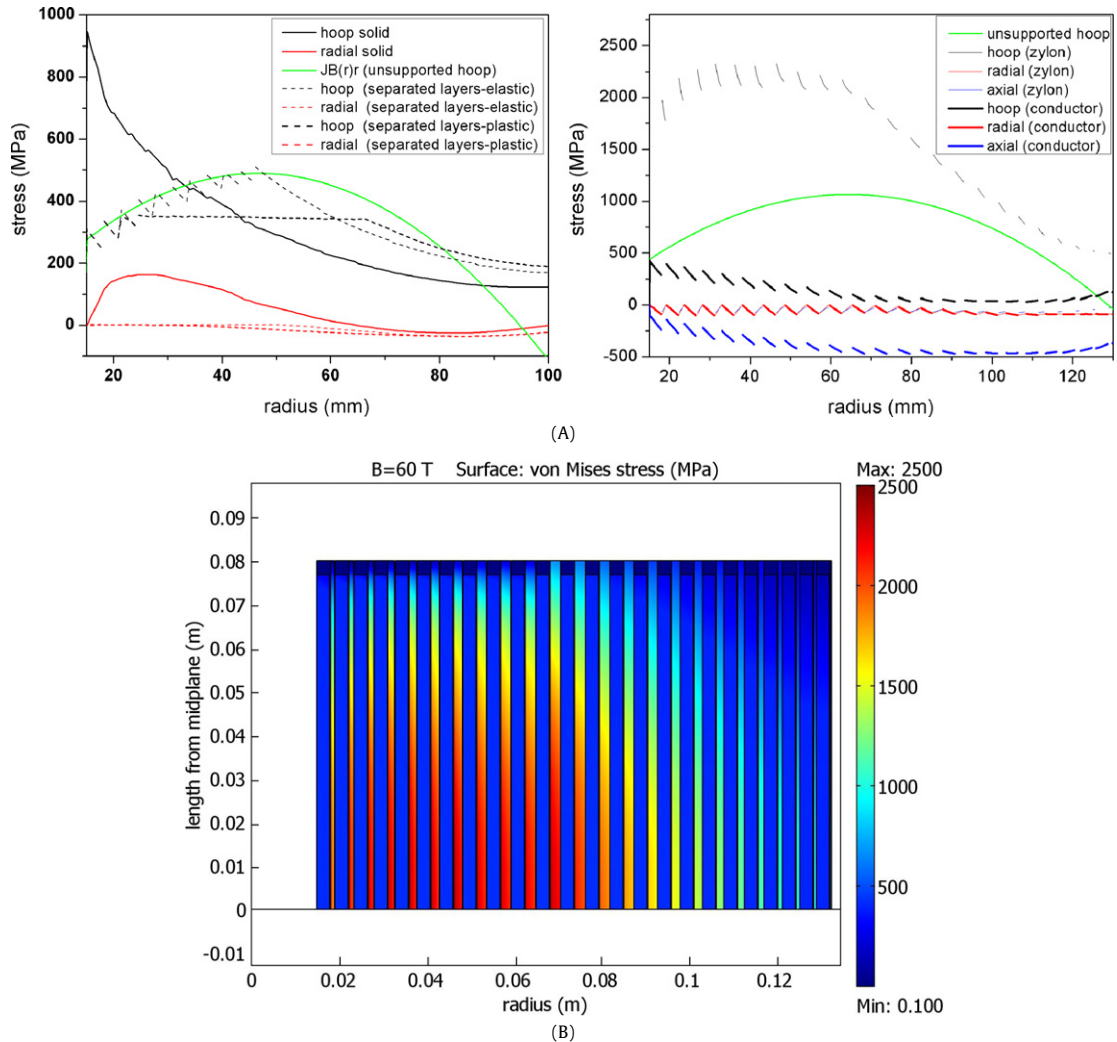 1000
800
600
400
200
0
stress (MPa)
hoop solid
radial solid
JB(r)r (unsupported hoop)
hoop (separated layers-elastic)
radial (separated layers-elastic)
hoop (separated layers-plastic)
radial (separated layers-plastic)
20 40 60 80 100
radius (mm)
2500
2000
1500
1000
500
0
-500
stress (MPa)
unsupported hoop
hoop (zylon)
radial (zylon)
axial (zylon)
hoop (conductor)
radial (conductor)
axial (conductor)
20 40 60 80 100 120
radius (mm)
(A)
B=60 T Surface: von Mises stress (MPa)
Max: 2500
0.09
0.08
0.07
0.06
0.05
0.04
0.03
0.02
0.01
0
-0.01
length from midplane (m)
0 0.02 0.04 0.06 0.08 0.1 0.12
radius (m)
2500
2000
1500
1000
500
Min: 0.100
(B)